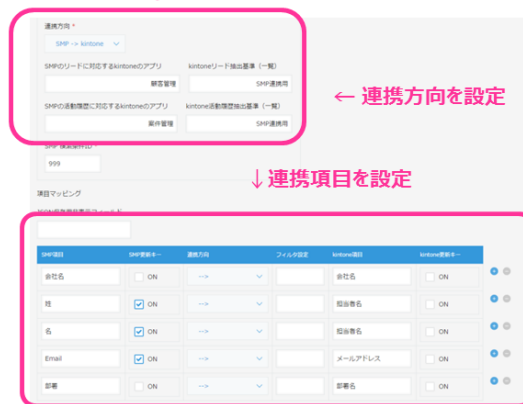 連携方向 *
SMP -> kintone
SMPのリードに対応するkintoneのアプリ kintoneリード抽出基準（一覧）
顧客管理 SMP連携用
SMPの活動履歴に対応するkintoneのアプリ kintone活動履歴抽出基準（一覧）
案件管理 SMP連携用
← 連携方向を設定
SMP 検索条件ID
999
↓連携項目を設定
項目マッピング
SMP項目 SMP更新キー 連携方向 フィルタ設定 kintone項目 kintone更新キー
会社名 ON --> 会社名 ON
姓 ON --> 担当者名 ON
名 ON --> 担当者名 ON
Email ON --> メールアドレス ON
部署 ON --> 部署名 ON